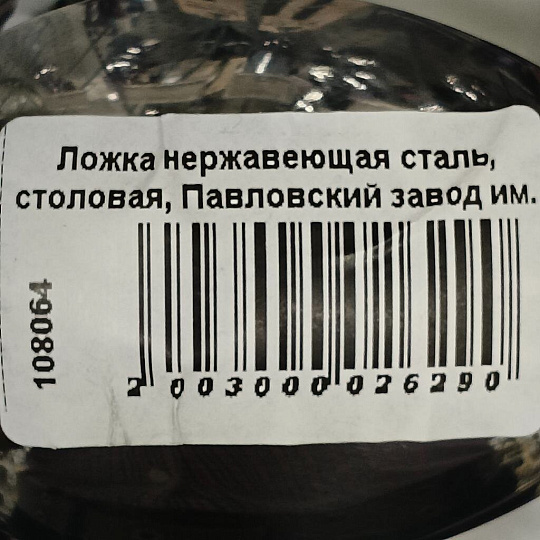 Ложка нержавеющая сталь,
столовая, Павловский завод им.
108064
2 003000 026290